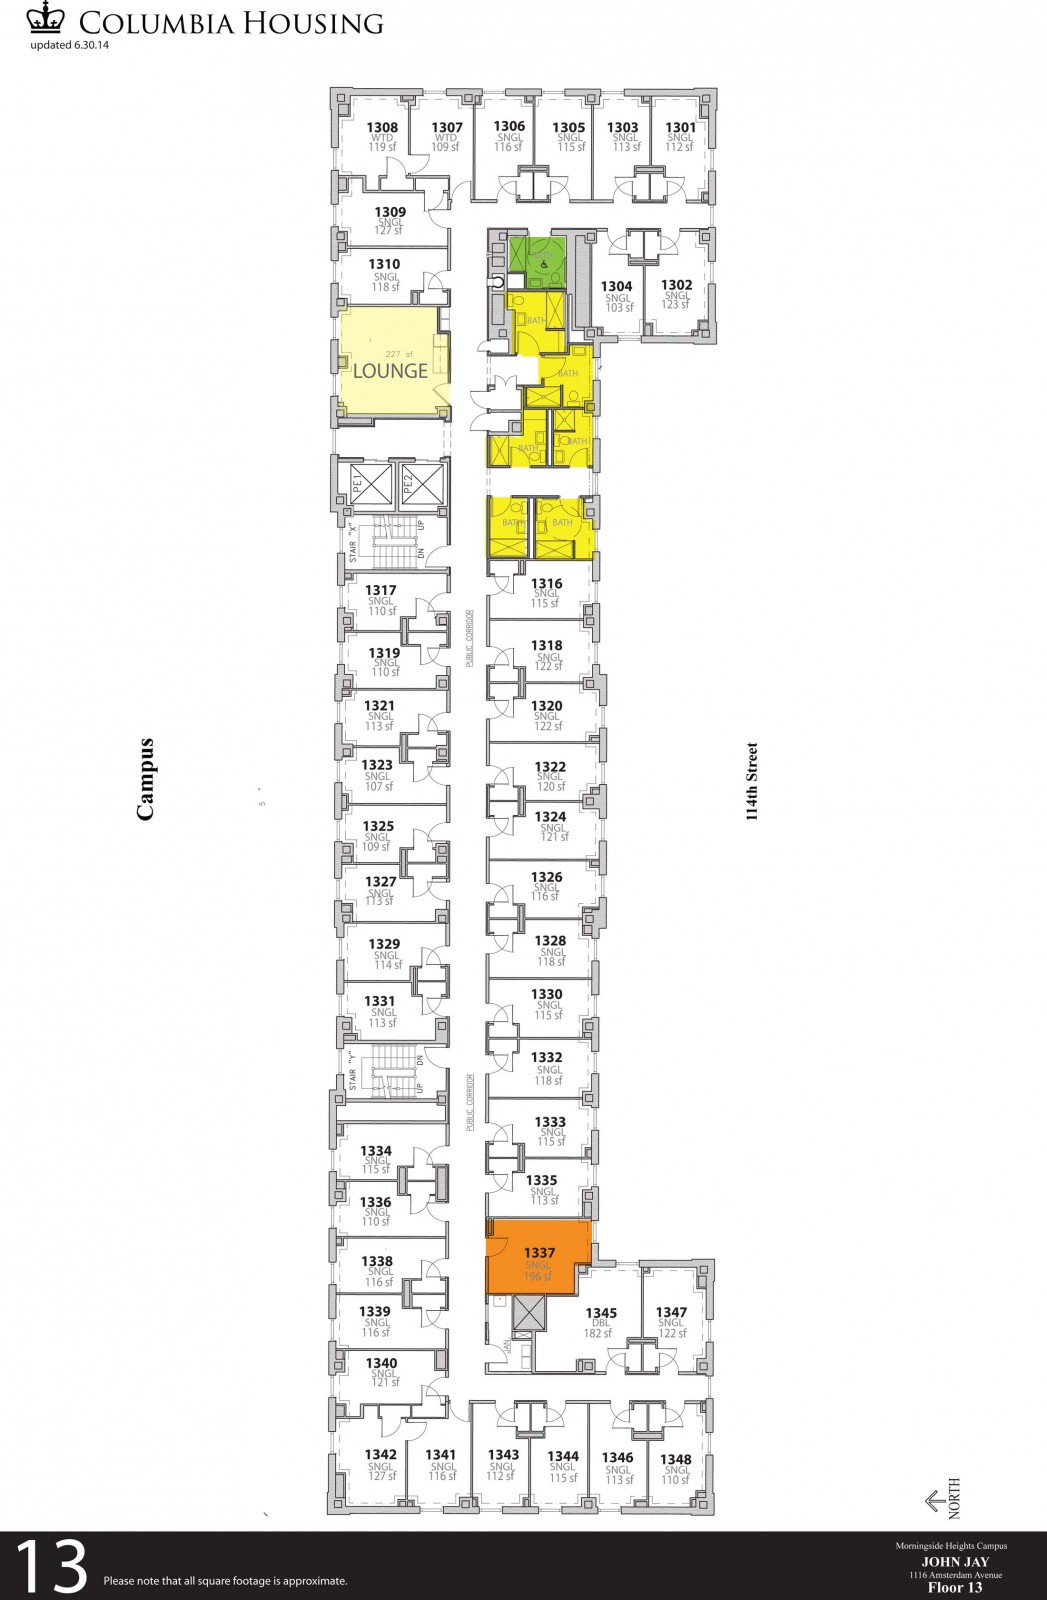 COLUMBIA HOUSING
updated 6.30.14
1308
WTD
119 sf
1307
WTD
109 sf
1306
SNGL
116 sf
1305
SNGL
115 sf
1303
SNGL
113 sf
1301
SNGL
112 sf
1309
SNGL
127 sf
1310
SNGL
118 sf
1304
SNGL
103 sf
1302
SNGL
123 sf
227 sf
LOUNGE
BATH
BATH
BATH
BATH
BATH
BATH
PE1
PE2
STAIR "X"
UP
DN
1317
SNGL
110 sf
1316
SNGL
115 sf
PUBLIC CORRIDOR
1319
SNGL
110 sf
1318
SNGL
122 sf
1321
SNGL
113 sf
1320
SNGL
122 sf
1323
SNGL
107 sf
1322
SNGL
120 sf
Campus
114th Street
5 "
1325
SNGL
109 sf
1324
SNGL
121 sf
1327
SNGL
113 sf
1326
SNGL
116 sf
1329
SNGL
114 sf
1328
SNGL
118 sf
1331
SNGL
113 sf
1330
SNGL
115 sf
STAIR "Y"
DN
UP
1332
SNGL
118 sf
PUBLIC CORRIDOR
1334
SNGL
115 sf
1333
SNGL
115 sf
1336
SNGL
110 sf
1335
SNGL
113 sf
1338
SNGL
116 sf
1337
SNGL
196 sf
1339
SNGL
116 sf
JAN
1345
DBL
182 sf
1347
SNGL
122 sf
1340
SNGL
121 sf
1342
SNGL
127 sf
1341
SNGL
116 sf
1343
SNGL
112 sf
1344
SNGL
115 sf
1346
SNGL
113 sf
1348
SNGL
110 sf
NORTH
13
Please note that all square footage is approximate.
Morningside Heights Campus
JOHN JAY
1116 Amsterdam Avenue
Floor 13